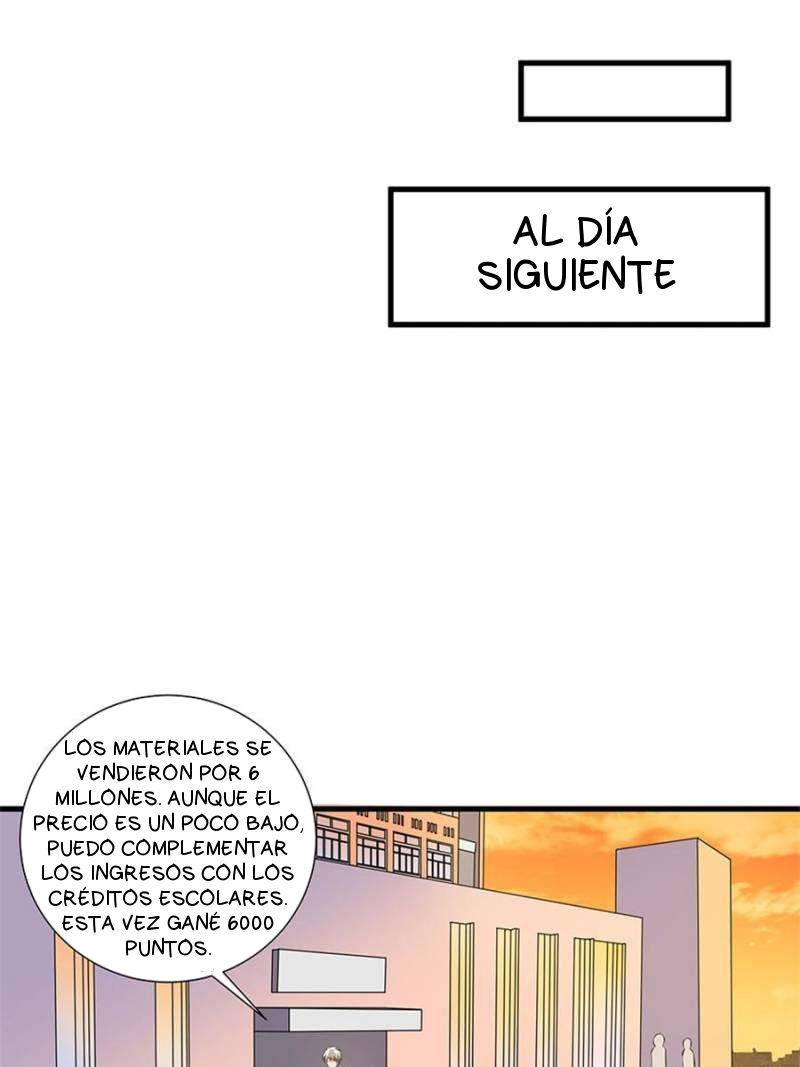 AL DÍA
SIGUIENTE
LOS MATERIALES SE
VENDIERON POR 6
MILLONES. AUNQUE EL
PRECIO ES UN POCO BAJO,
PUEDO COMPLEMENTAR
LOS INGRESOS CON LOS
CRÉDITOS ESCOLARES.
ESTA VEZ GANÉ 6000
PUNTOS.